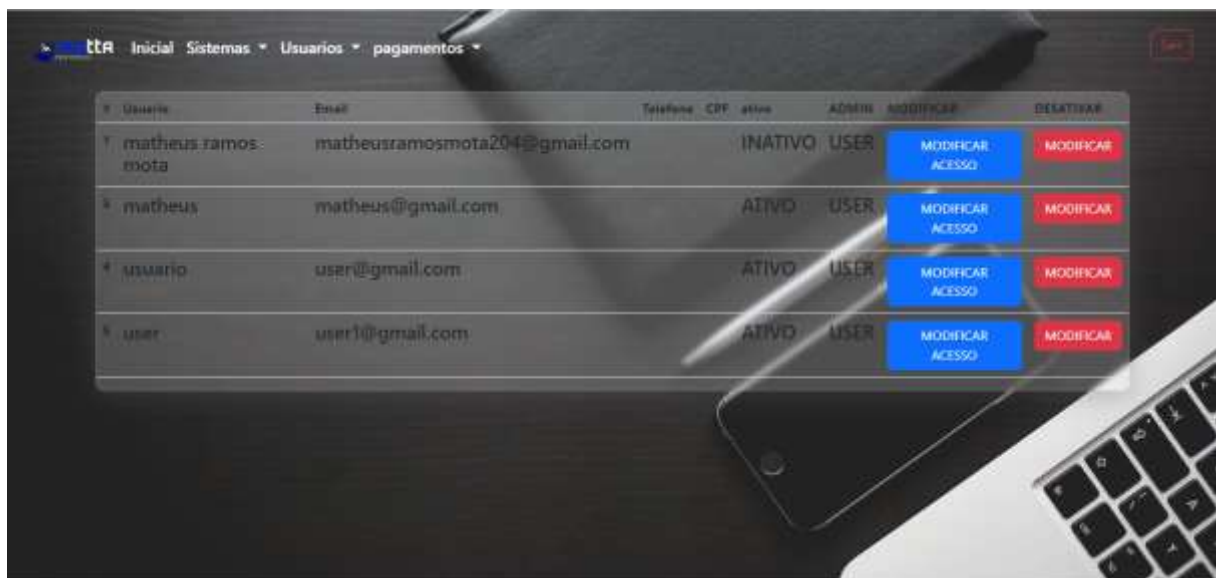 ttA Inicial Sistemas Usuarios pagamentos
# Usuario Email Telefone CPF ativo ADMIN MODIFICAR DESATIVAR
matheus ramos mota matheusramosmota204@gmail.com INATIVO USER MODIFICAR ACESSO MODIFICAR
matheus matheus@gmail.com ATIVO USER MODIFICAR ACESSO MODIFICAR
usuario user@gmail.com ATIVO USER MODIFICAR ACESSO MODIFICAR
user user1@gmail.com ATIVO USER MODIFICAR ACESSO MODIFICAR